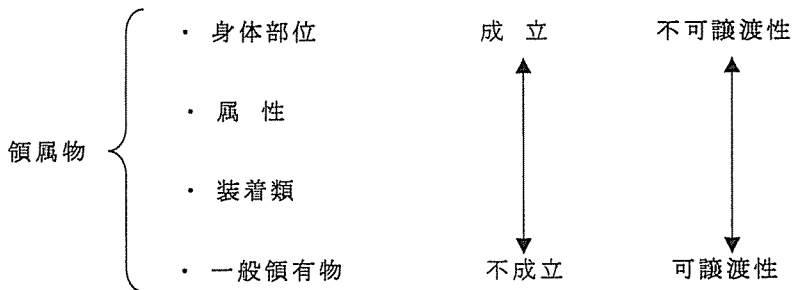 ・ 身体部位 成 立 不可譲渡性
・ 属 性
領属物
・ 装着類
・ 一般領有物 不成立 可譲渡性